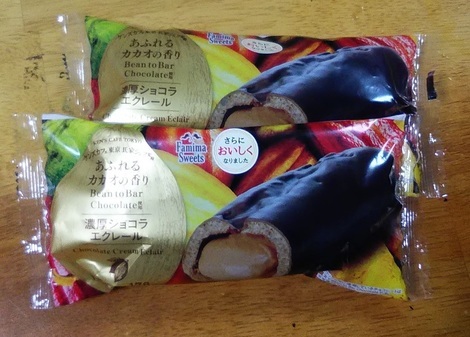 あふれる
カカオの香り
Bean to Bar
Chocolate
濃厚ショコラ
エクレール
Famima
Sweets
あふれる
カカオの香り
Bean to Bar
Chocolate
濃厚ショコラ
エクレール
Chocolate Cream Eclair
Famima
Sweets
さらに
おいしく
なりました